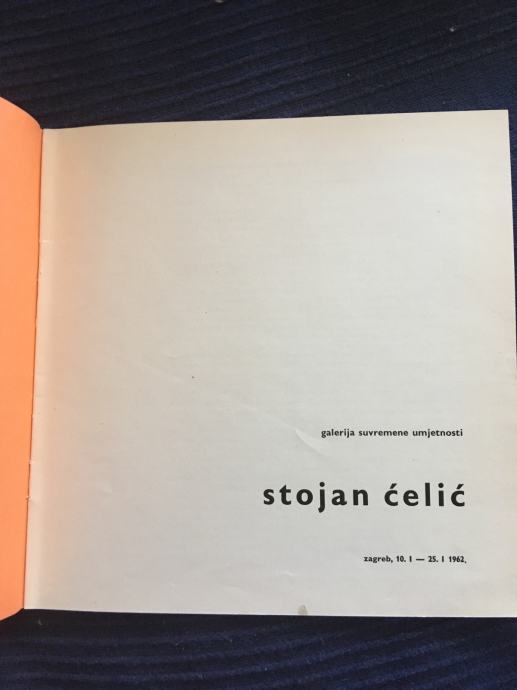 galerija suvremene umjetnosti
stojan ćelić
zagreb, 10. I — 25. I 1962.